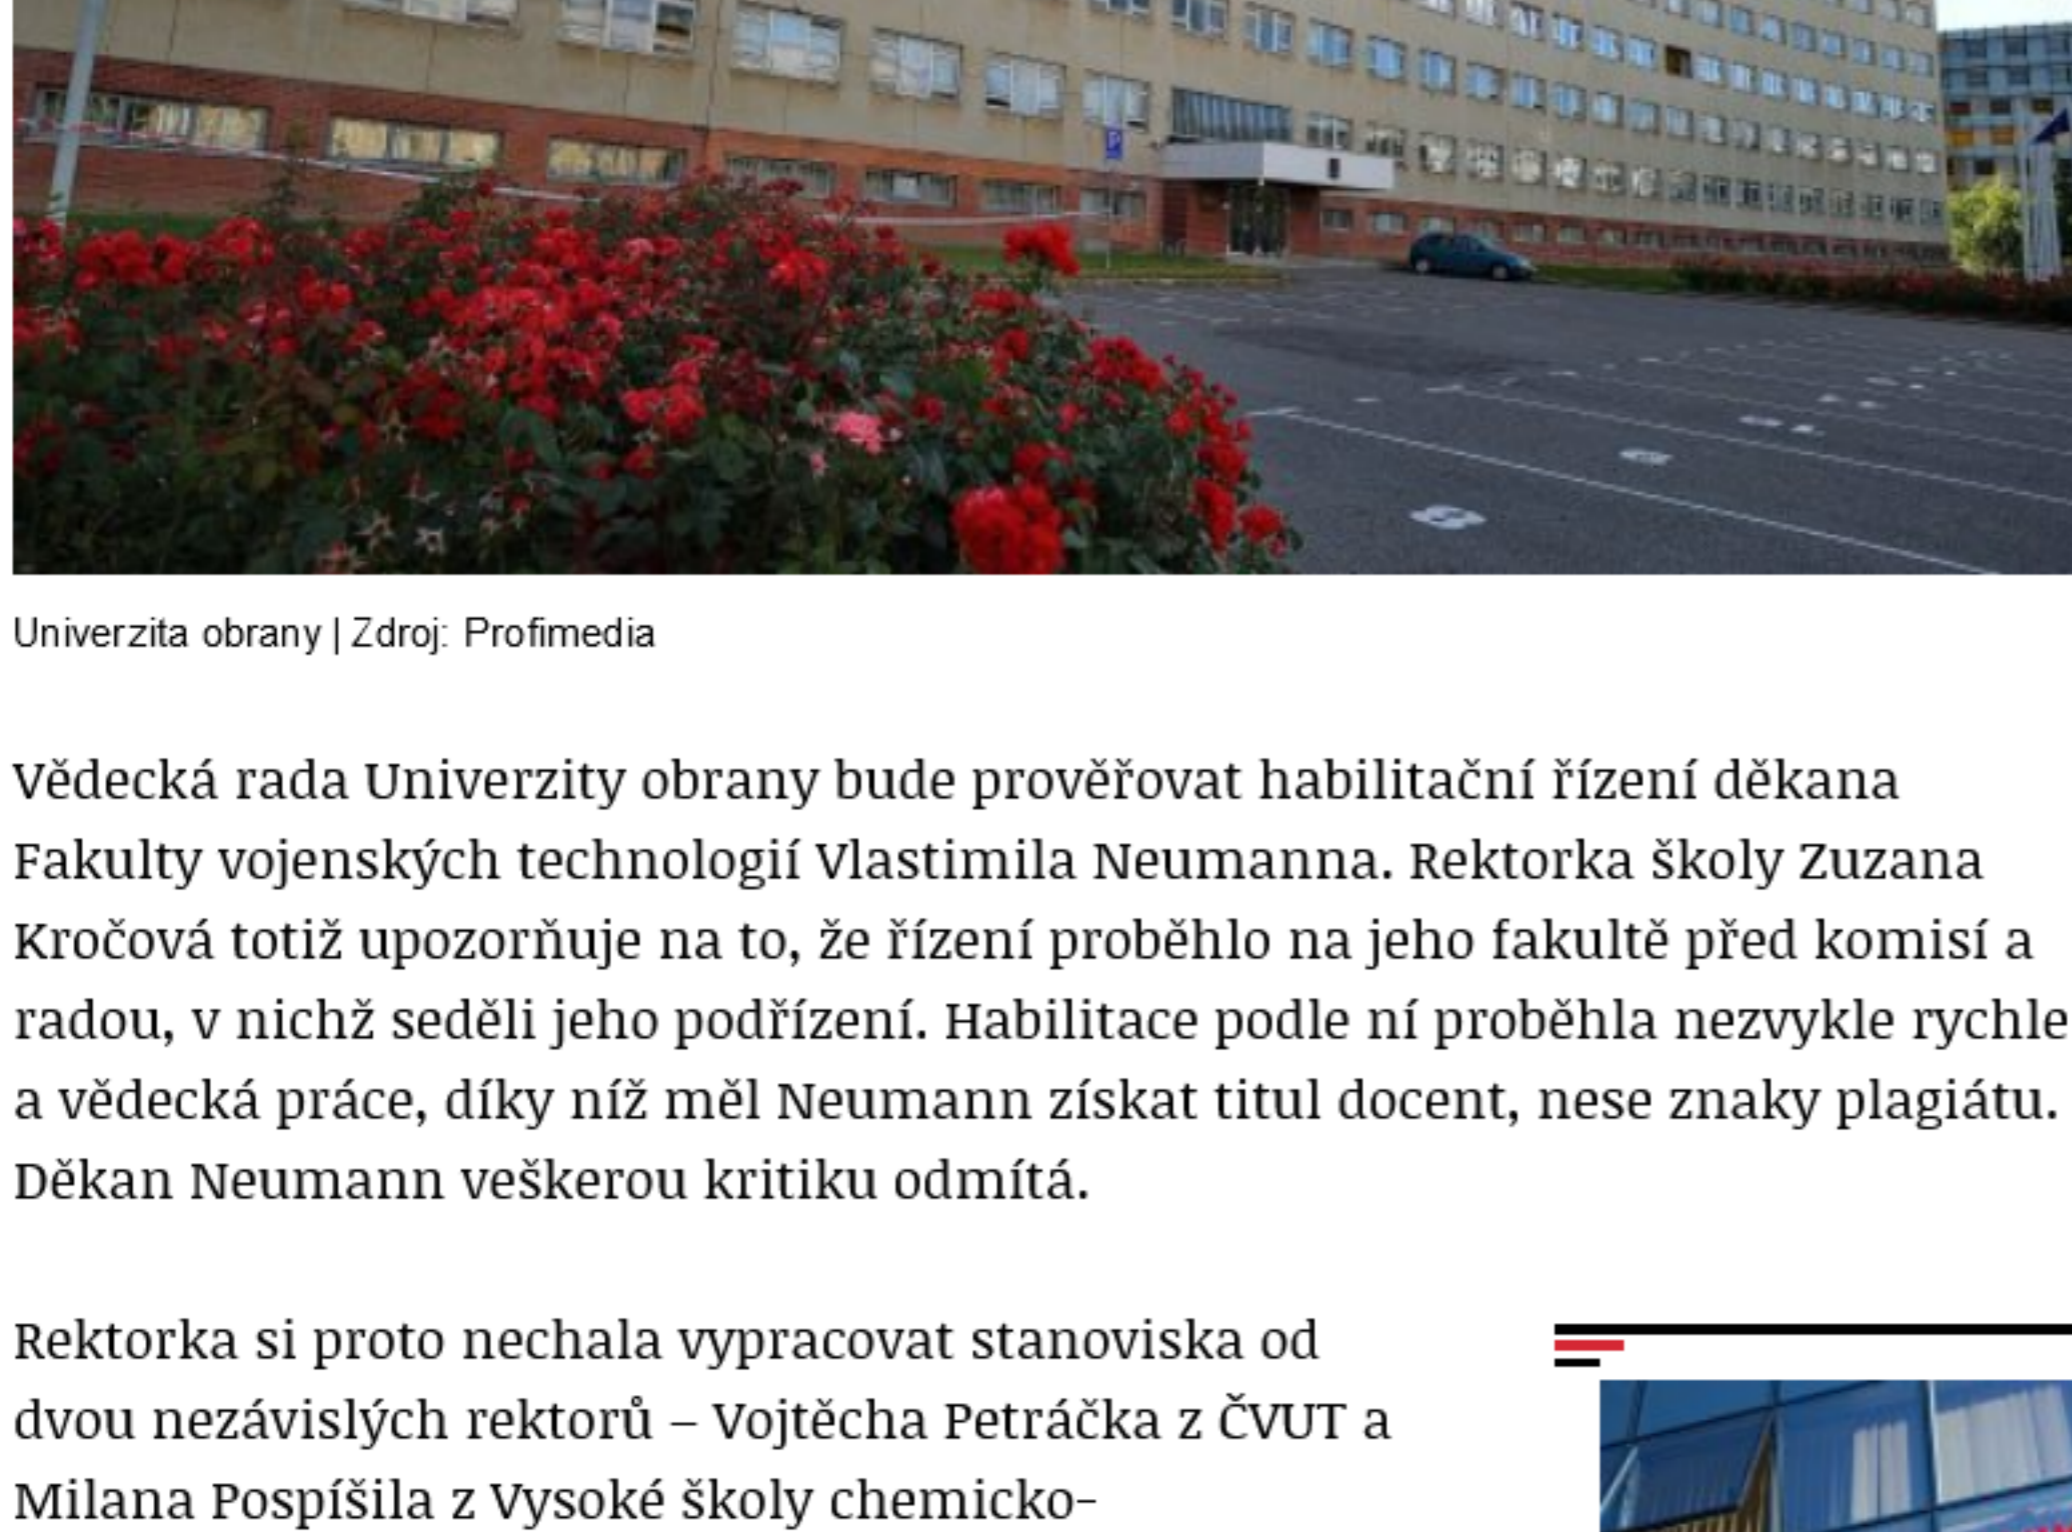 Univerzita obrany | Zdroj: Profimedia
Vědecká rada Univerzity obrany bude prověřovat habilitační řízení děkana
Fakulty vojenských technologií Vlastimila Neumanna. Rektorka školy Zuzana
Kročová totiž upozorňuje na to, že řízení proběhlo na jeho fakultě před komisí a
radou, v nichž seděli jeho podřízení. Habilitace podle ní proběhla nezvykle rychle
a vědecká práce, díky níž měl Neumann získat titul docent, nese znaky plagiátu.
Děkan Neumann veškerou kritiku odmítá.
Rektorka si proto nechala vypracovat stanoviska od
dvou nezávislých rektorů – Vojtěcha Petráčka z ČVUT a
Milana Pospíšila z Vysoké školy chemicko-